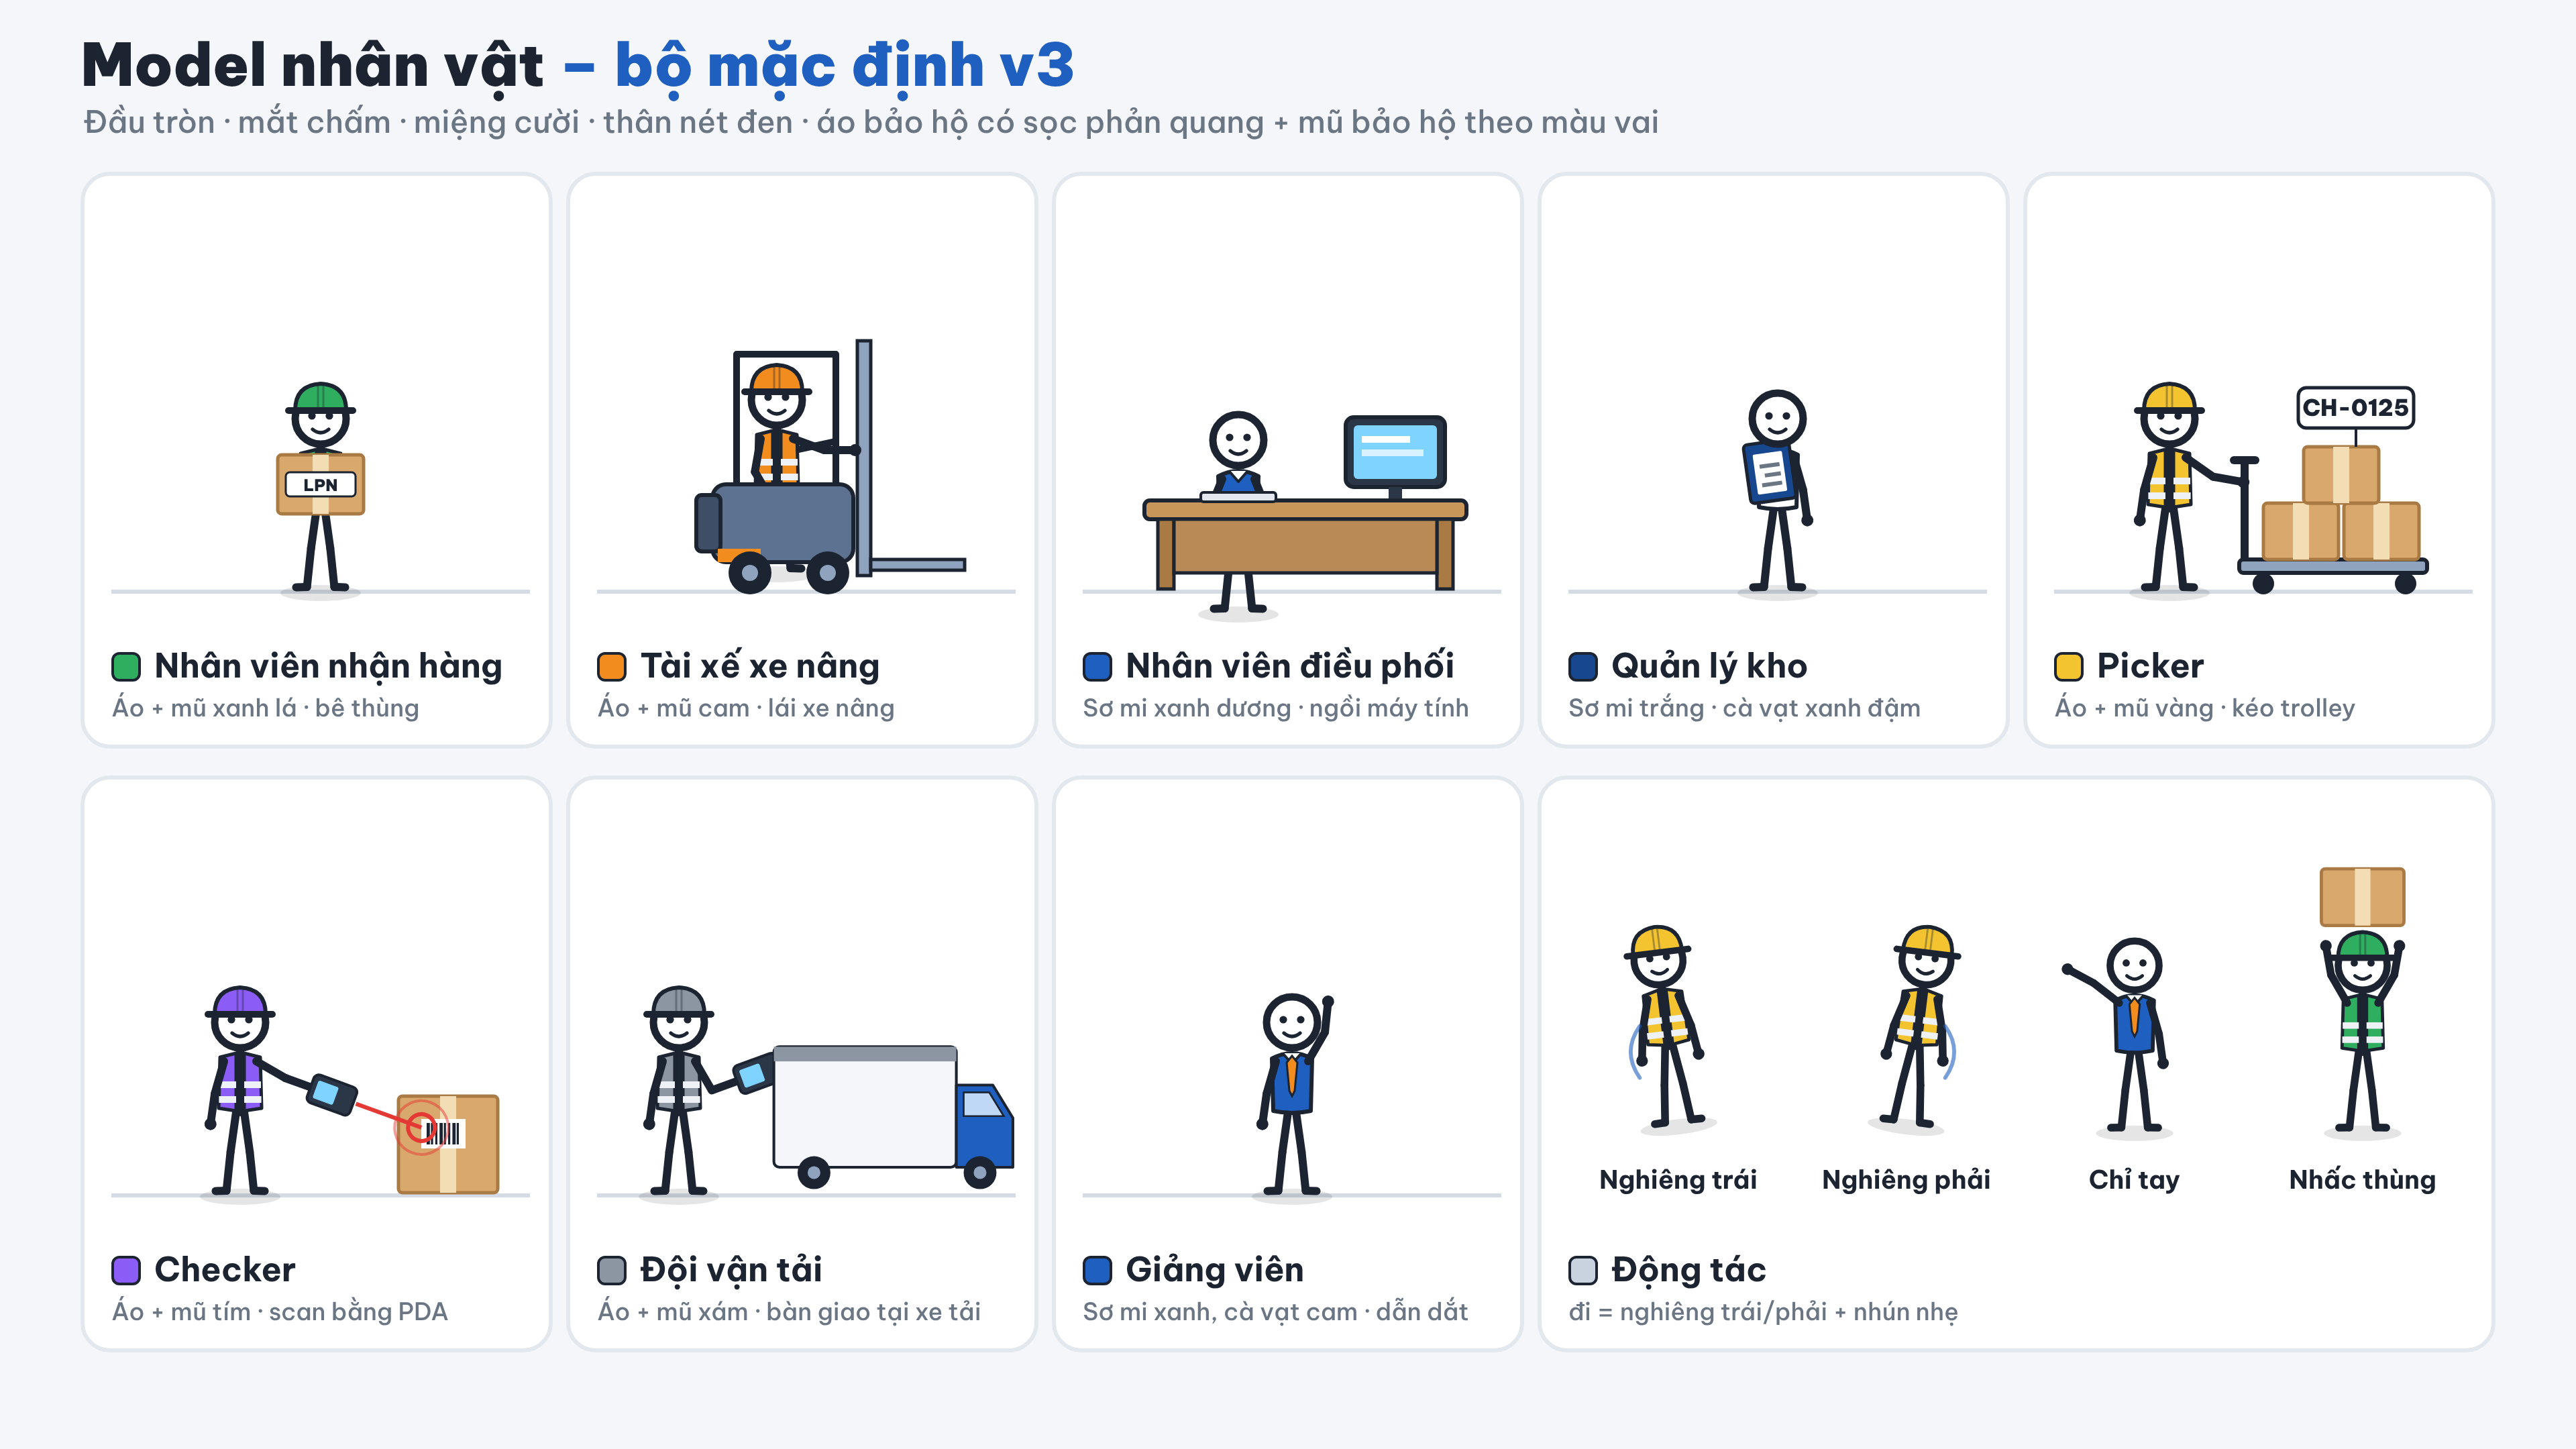 Model nhân vật – bộ mặc định v3
Đầu tròn · mắt chấm · miệng cười · thân nét đen · áo bảo hộ có sọc phản quang + mũ bảo hộ theo màu vai
LPN
CH-0125
Nhân viên nhận hàng
Áo + mũ xanh lá · bê thùng
Tài xế xe nâng
Áo + mũ cam · lái xe nâng
Nhân viên điều phối
Sơ mi xanh dương · ngồi máy tính
Quản lý kho
Sơ mi trắng · cà vạt xanh đậm
Picker
Áo + mũ vàng · kéo trolley
Checker
Áo + mũ tím · scan bằng PDA
Đội vận tải
Áo + mũ xám · bàn giao tại xe tải
Giảng viên
Sơ mi xanh, cà vạt cam · dẫn dắt
Nghiêng trái
Nghiêng phải
Chỉ tay
Nhấc thùng
Động tác
đi = nghiêng trái/phải + nhún nhẹ